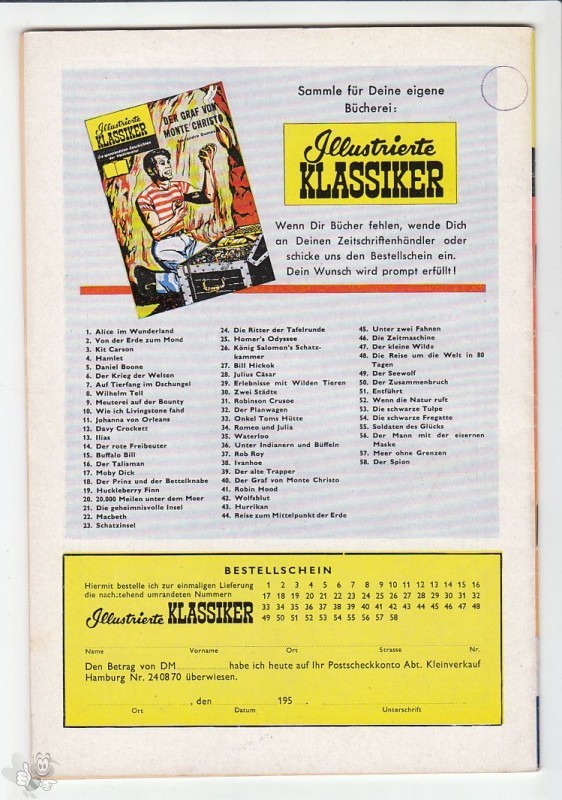 Sammle für Deine eigene
Bücherei:
Illustrierte
KLASSIKER
Illustrierte
KLASSIKER
DER GRAF VON
MONTE CHRISTO
Wenn Dir Bücher fehlen, wende Dich
an Deinen Zeitschriftenhändler oder
schicke uns den Bestellschein ein.
Dein Wunsch wird prompt erfüllt!
1. Alice im Wunderland
2. Von der Erde zum Mond
3. Kit Carson
4. Hamlet
5. Daniel Boone
6. Der Krieg der Welten
7. Auf Tierfang im Dschungel
8. Wilhelm Tell
9. Meuterei auf der Bounty
10. Wie ich Livingstone fand
11. Johanna von Orleans
12. Davy Crockett
13. Ilias
14. Der rote Freibeuter
15. Buffalo Bill
16. Der Talisman
17. Moby Dick
18. Der Prinz und der Bettelknabe
19. Huckleberry Finn
20. 20.000 Meilen unter dem Meer
21. Die geheimnisvolle Insel
22. Macbeth
23. Schatzinsel
24. Die Ritter der Tafelrunde
25. Homer's Odyssee
26. König Salomon's Schatz-
kammer
27. Bill Hickok
28. Julius Cäsar
29. Erlebnisse mit Wilden Tieren
30. Zwei Städte
31. Robinson Crusoe
32. Der Planwagen
33. Onkel Toms Hütte
34. Romeo und Julia
35. Waterloo
36. Unter Indianern und Büffeln
37. Rob Roy
38. Ivanhoe
39. Der alte Trapper
40. Der Graf von Monte Christo
41. Robin Hood
42. Wolfsblut
43. Hurrikan
44. Reise zum Mittelpunkt der Erde
45. Unter zwei Fahnen
46. Die Zeitmaschine
47. Der kleine Wilde
48. Die Reise um die Welt in 80
Tagen
49. Der Seewolf
50. Der Zusammenbruch
51. Entführt
52. Wenn die Natur ruft
53. Die schwarze Tulpe
54. Die schwarze Fregatte
55. Soldaten des Glücks
56. Der Mann mit der eisernen
Maske
57. Meer ohne Grenzen
58. Der Spion
BESTELLSCHEIN
Hiermit bestelle ich zur einmaligen Lieferung
die nachstehend umrandeten Nummern
Illustrierte KLASSIKER
1 2 3 4 5 6 7 8 9 10 11 12 13 14 15 16
17 18 19 20 21 22 23 24 25 26 27 28 29 30 31 32
33 34 35 36 37 38 39 40 41 42 43 44 45 46 47 48
49 50 51 52 53 54 55 56 57 58
Name Vorname Ort Strasse Nr.
Den Betrag von DM habe ich heute auf Ihr Postscheckkonto Abt. Kleinverkauf
Hamburg Nr. 240870 überwiesen.
, den 195
Ort Datum Unterschrift